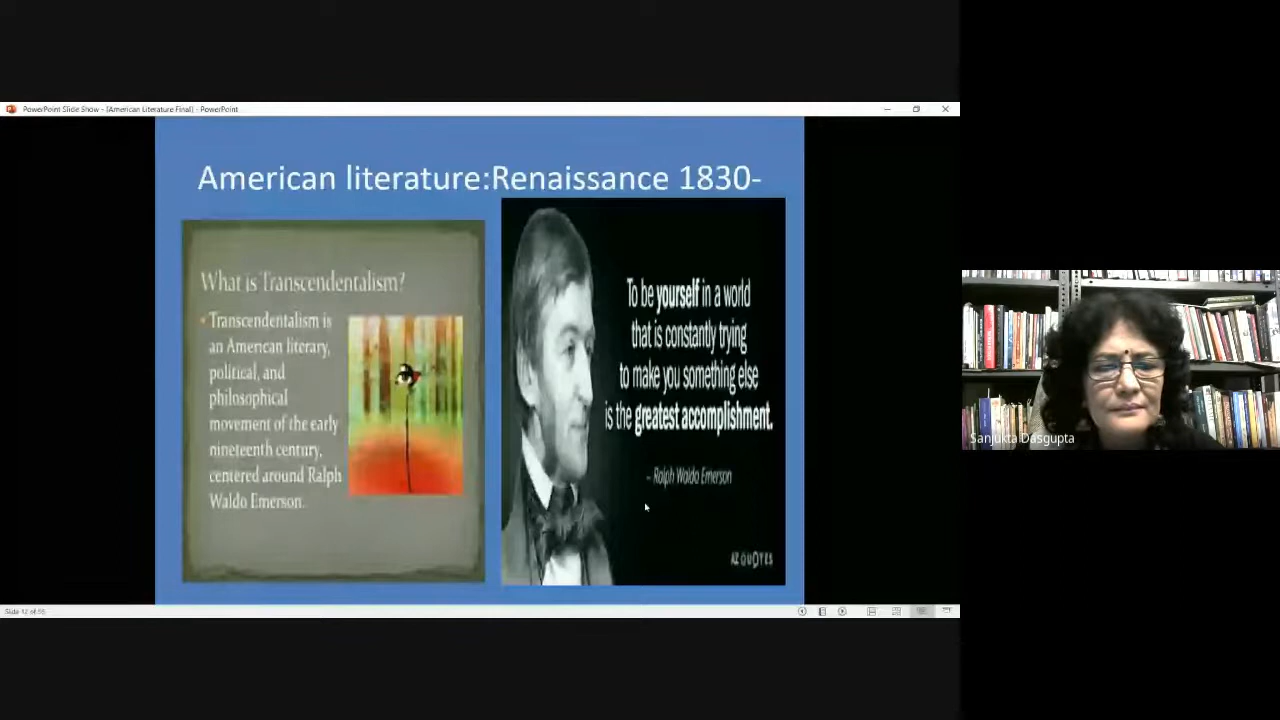 PowerPoint Slide Show - [American Literature Final] - PowerPoint
American literature:Renaissance 1830-
What is Transcendentalism?
• Transcendentalism is
an American literary,
political, and
philosophical
movement of the early
nineteenth century,
centered around Ralph
Waldo Emerson.
To be yourself in a world
that is constantly trying
to make you something else
is the greatest accomplishment.
– Ralph Waldo Emerson
AZ QUOTES
Sanjukta Dasgupta